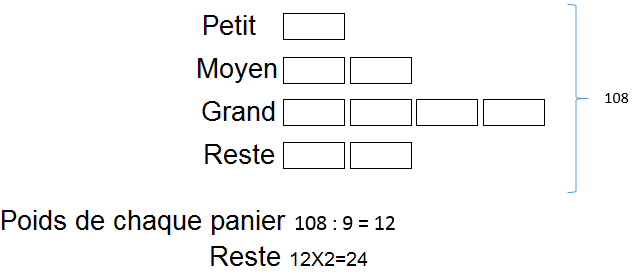 Petit
Moyen
Grand
Reste
108
Poids de chaque panier 108 : 9 = 12
Reste 12X2=24